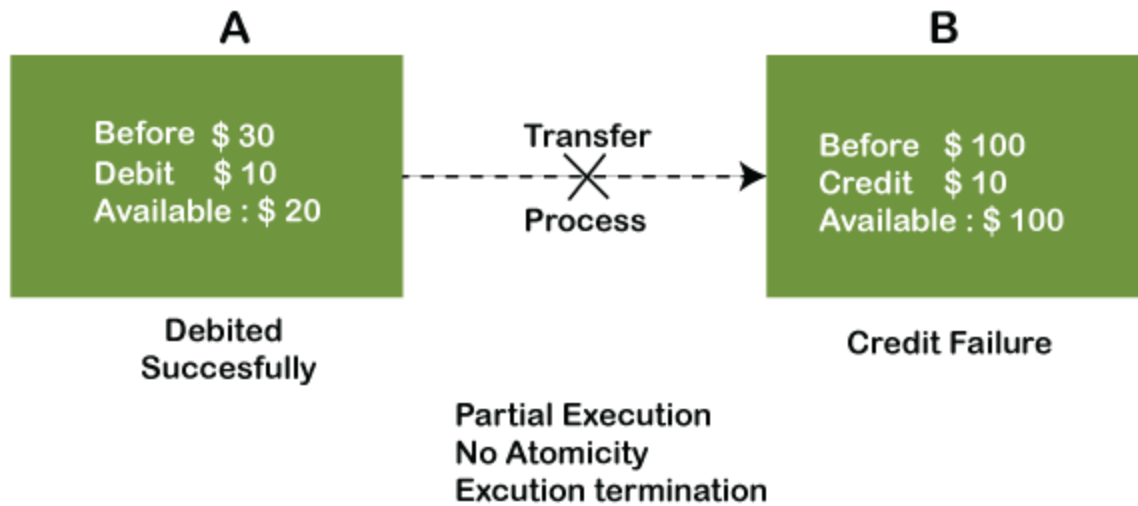 A
B
Before $ 30
Debit $ 10
Available : $ 20
Transfer
Process
Before $ 100
Credit $ 10
Available : $ 100
Debited
Succesfully
Credit Failure
Partial Execution
No Atomicity
Excution termination